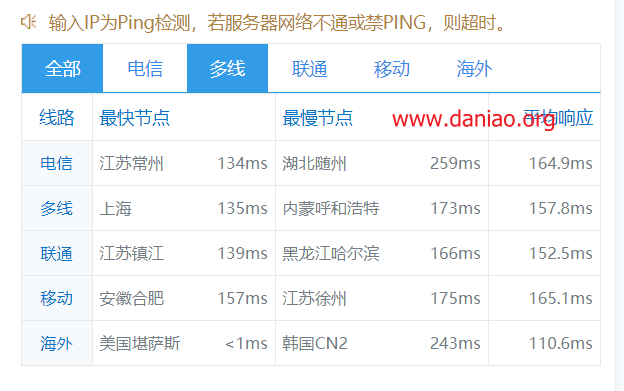 输入IP为Ping检测，若服务器网络不通或禁PING，则超时。
全部 电信 多线 联通 移动 海外
线路 最快节点 最慢节点 平均响应
www.daniao.org
电信 江苏常州 134ms 湖北随州 259ms 164.9ms
多线 上海 135ms 内蒙呼和浩特 173ms 157.8ms
联通 江苏镇江 139ms 黑龙江哈尔滨 166ms 152.5ms
移动 安徽合肥 157ms 江苏徐州 175ms 165.1ms
海外 美国堪萨斯 <1ms 韩国CN2 243ms 110.6ms